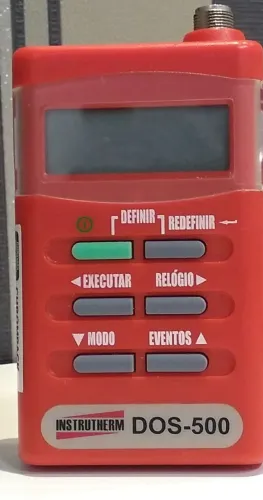 DEFINIR
REDEFINIR
◄EXECUTAR RELÓGIO►
▼MODO EVENTOS▲
INSTRUTHERM DOS-500